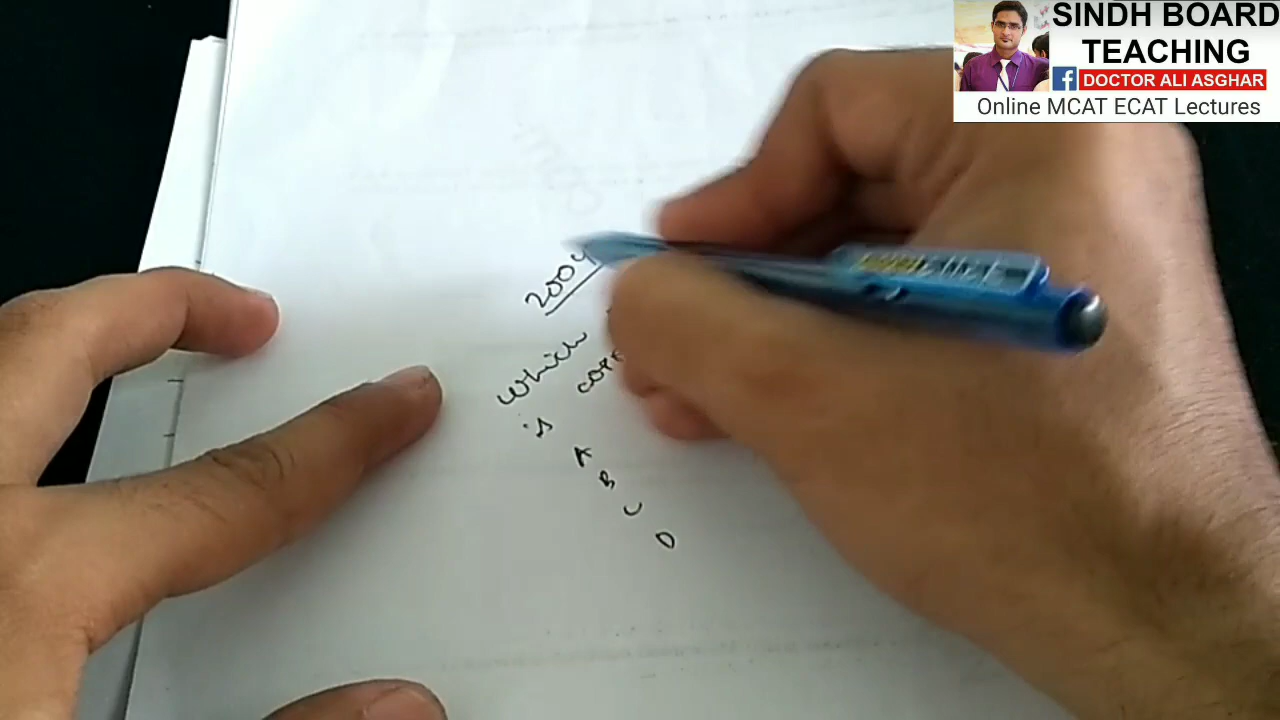 SINDH BOARD
TEACHING
f DOCTOR ALI ASGHAR
Online MCAT ECAT Lectures
2004
which
is
A
B
C
D